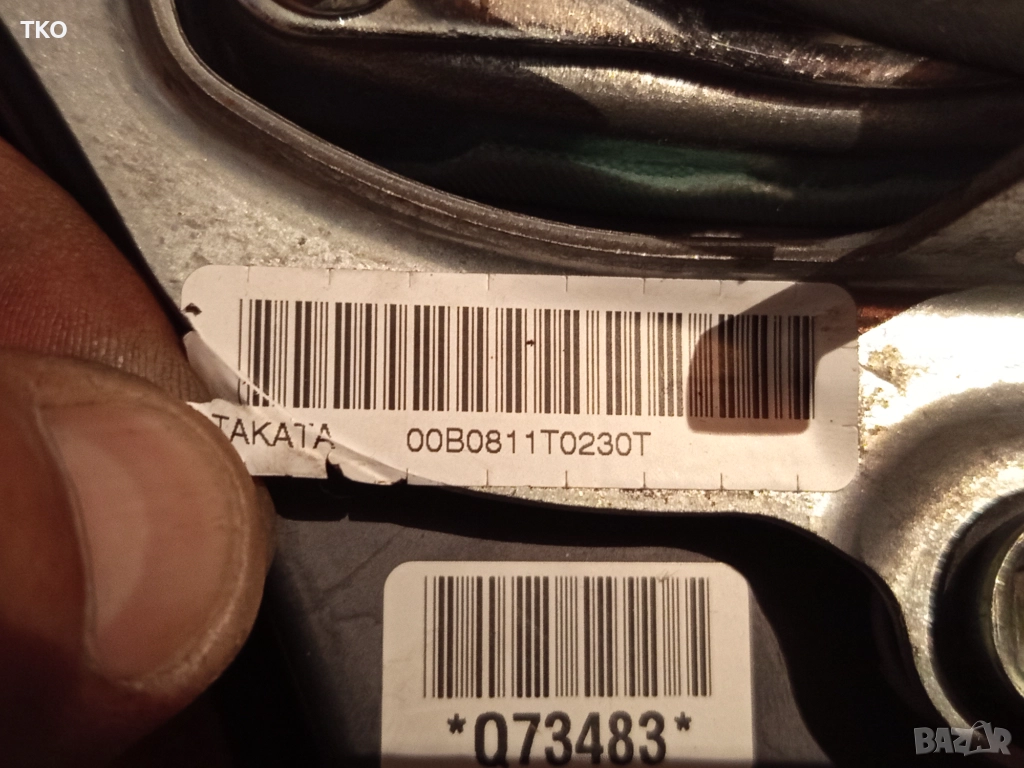 TKO
TAKATA 00B0811T0230T
*Q73483*
BAZAR